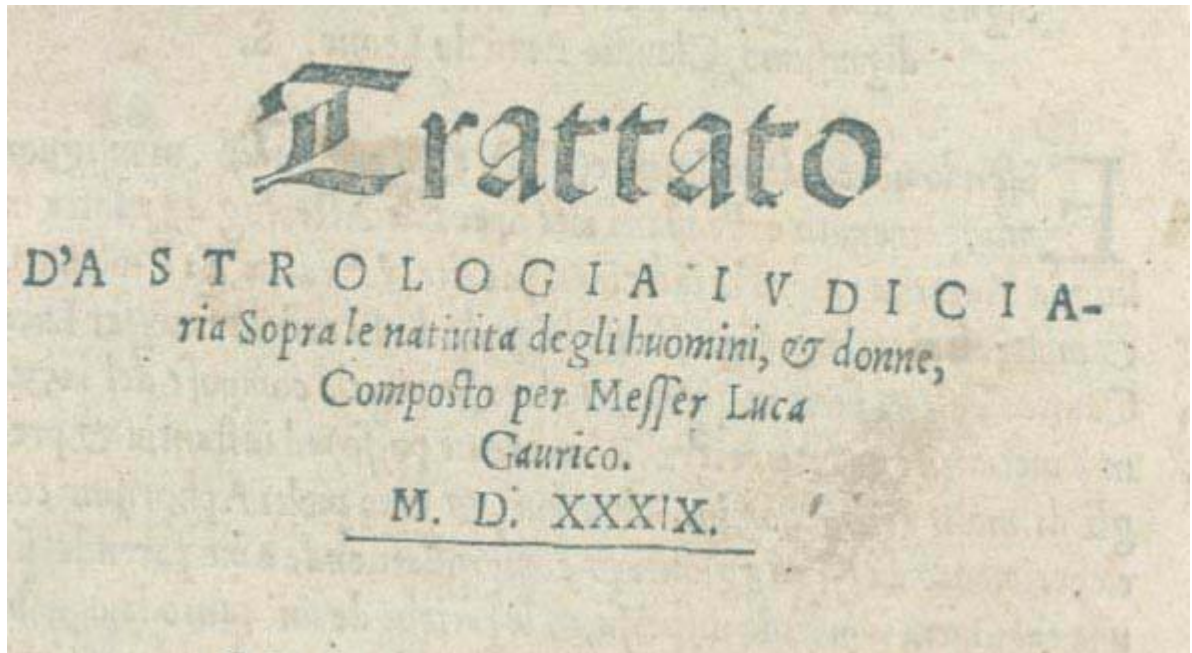 Trattato
D'ASTROLOGIA IVDICIA-
ria Sopra le natiuita degli huomini, & donne,
Composto per Meſſer Luca
Gaurico.
M. D. XXXIX.